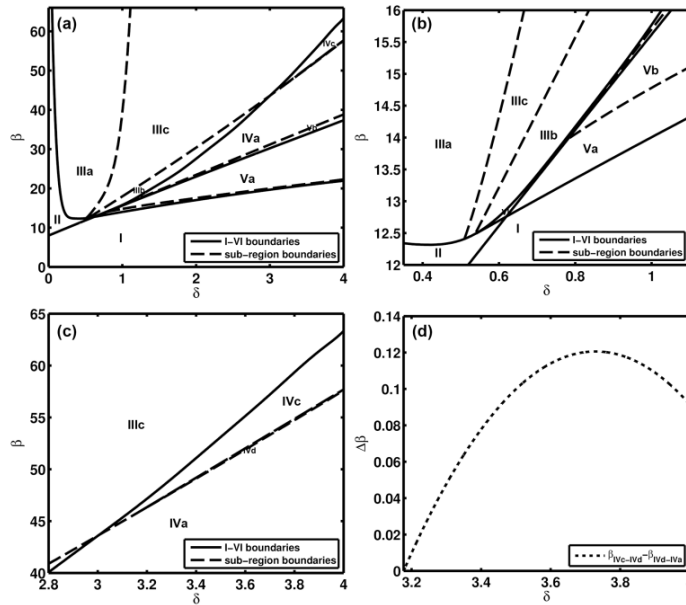 (a)
60
50
40
30
20
10
0
β
IIIa
IIIc
IVc
IVa
IIIb
Va
II
I
I–VI boundaries
sub-region boundaries
0 1 2 3 4
δ
(b)
16
15.5
15
14.5
14
13.5
13
12.5
12
β
IIIa
IIIc
IIIb
Vb
Va
V
I
II
I–VI boundaries
sub-region boundaries
0.4 0.6 0.8 1
δ
(c)
65
60
55
50
45
40
β
IIIc
IVc
IVd
IVa
I–VI boundaries
sub-region boundaries
2.8 3 3.2 3.4 3.6 3.8 4
δ
(d)
0.14
0.12
0.1
0.08
0.06
0.04
0.02
0
Δβ
β IVc–IVd –β IVd–IVa
3.2 3.4 3.6 3.8
δ